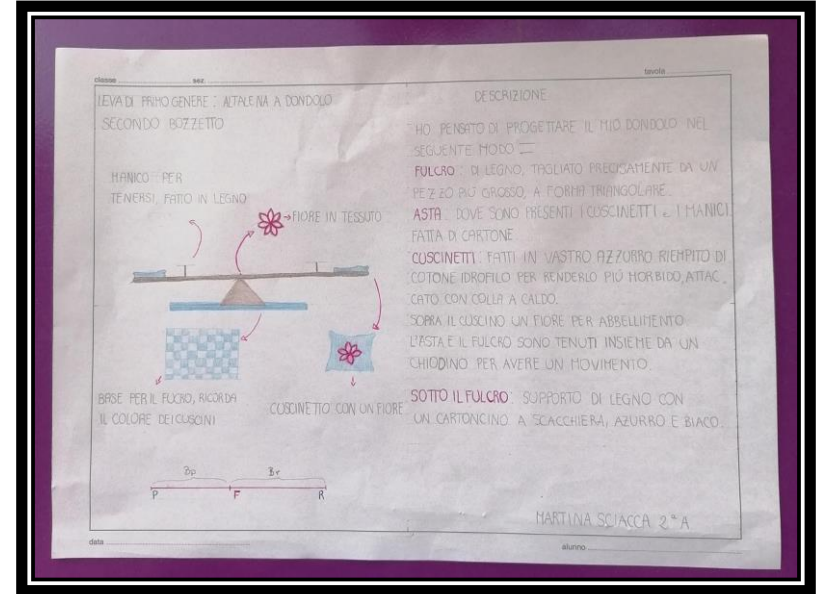 classe
sez
tavola
LEVA DI PRIMO GENERE : ALTALENA A DONDOLO
SECONDO BOZZETTO
MANICO PER
TENERSI, FATTO IN LEGNO
FIORE IN TESSUTO
BASE PER IL FUCRO, RICORDA
IL COLORE DEI CUSCINI
CUSCINETTO CON UN FIORE
Bp
Br
P
F
R
DESCRIZIONE
HO PENSATO DI PROGETTARE IL MIO DONDOLO NEL
SEGUENTE MODO =
FULCRO : DI LEGNO, TAGLIATO PRECISAMENTE DA UN
PEZZO PIÚ GROSSO, A FORMA TRIANGOLARE.
ASTA : DOVE SONO PRESENTI I CUSCINETTI e I MANICI
FATTA DI CARTONE
CUSCINETTI : FATTI IN VASTRO AZZURRO RIEMPITO DI
COTONE IDROFILO PER RENDERLO PIÚ MORBIDO, ATTAC_
CATO CON COLLA A CALDO.
SOPRA IL CUSCINO UN FIORE PER ABBELLIMENTO
L'ASTA E IL FULCRO SONO TENUTI INSIEME DA UN
CHIODINO PER AVERE UN MOVIMENTO.
SOTTO IL FULCRO : SUPPORTO DI LEGNO CON
UN CARTONCINO A SCACCHIERA, AZURRO E BIACO.
MARTINA SCIACCA 2ª A
data
alunno